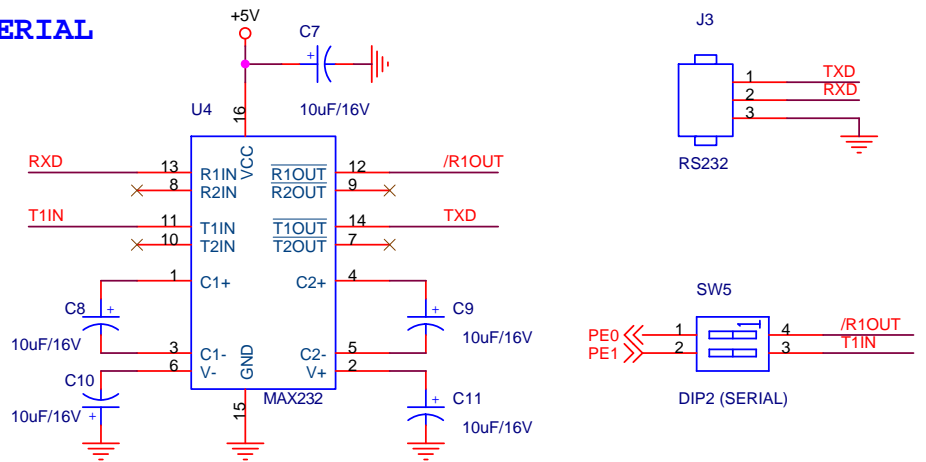 ERIAL
+5V
C7
+
10uF/16V
16
U4
VCC
RXD
13
R1IN
R1OUT
12
/R1OUT
8
R2IN
R2OUT
9
T1IN
11
T1IN
T1OUT
14
TXD
10
T2IN
T2OUT
7
1
C1+
C2+
4
C8
+
10uF/16V
+
C9
10uF/16V
3
C1-
C2-
5
6
V-
GND
V+
2
C10
10uF/16V
+
15
MAX232
+
C11
10uF/16V
J3
1
TXD
2
RXD
3
RS232
SW5
PE0
1
1
4
/R1OUT
PE1
2
3
T1IN
DIP2 (SERIAL)